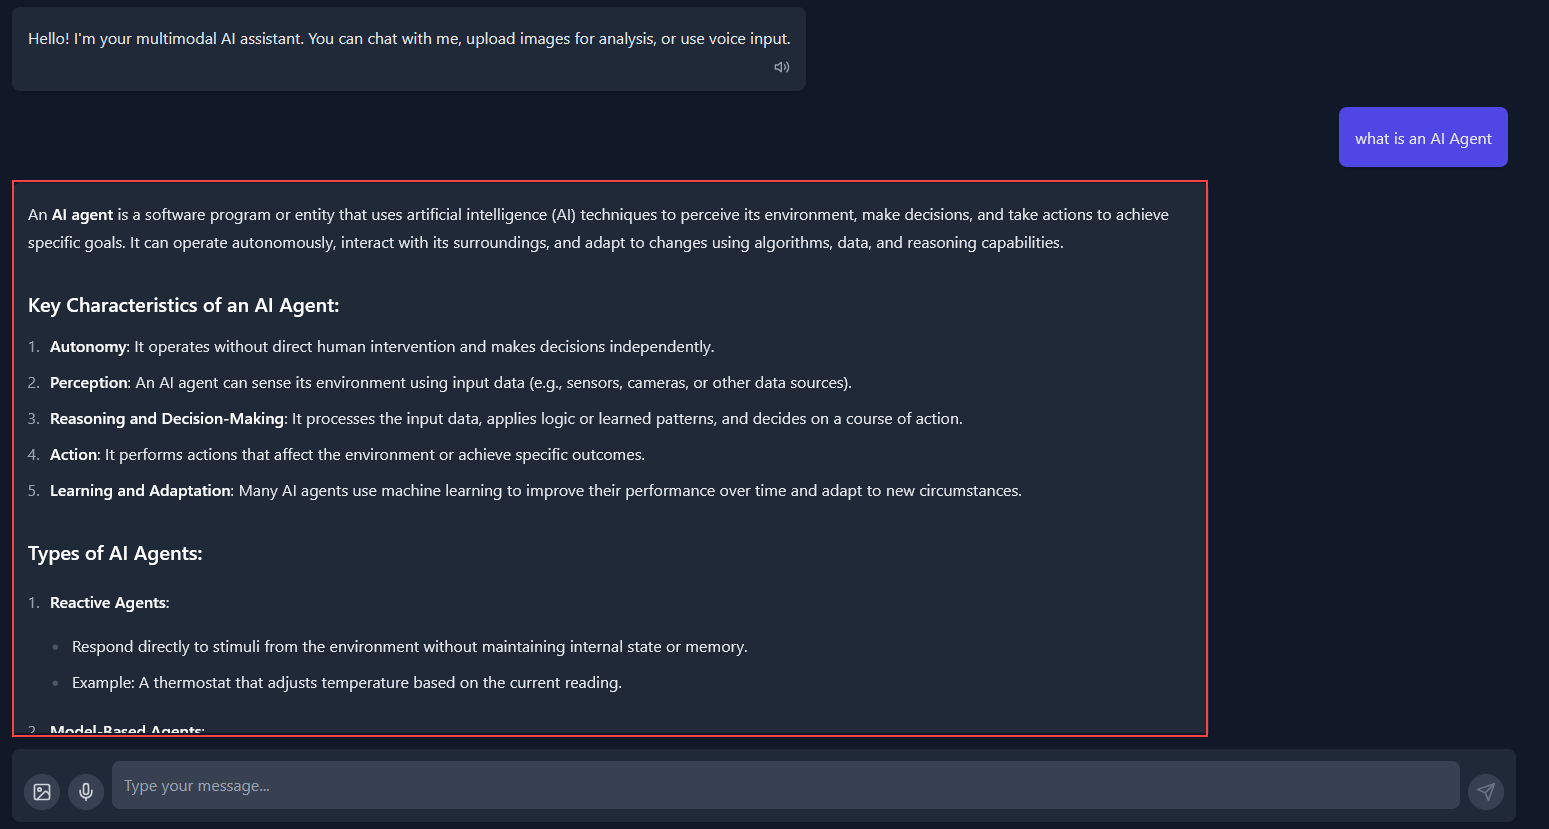 Hello! I'm your multimodal AI assistant. You can chat with me, upload images for analysis, or use voice input.
what is an AI Agent
An AI agent is a software program or entity that uses artificial intelligence (AI) techniques to perceive its environment, make decisions, and take actions to achieve
specific goals. It can operate autonomously, interact with its surroundings, and adapt to changes using algorithms, data, and reasoning capabilities.
Key Characteristics of an AI Agent:
1. Autonomy: It operates without direct human intervention and makes decisions independently.
2. Perception: An AI agent can sense its environment using input data (e.g., sensors, cameras, or other data sources).
3. Reasoning and Decision-Making: It processes the input data, applies logic or learned patterns, and decides on a course of action.
4. Action: It performs actions that affect the environment or achieve specific outcomes.
5. Learning and Adaptation: Many AI agents use machine learning to improve their performance over time and adapt to new circumstances.
Types of AI Agents:
1. Reactive Agents:
• Respond directly to stimuli from the environment without maintaining internal state or memory.
• Example: A thermostat that adjusts temperature based on the current reading.
2. Model-Based Agents:
Type your message...